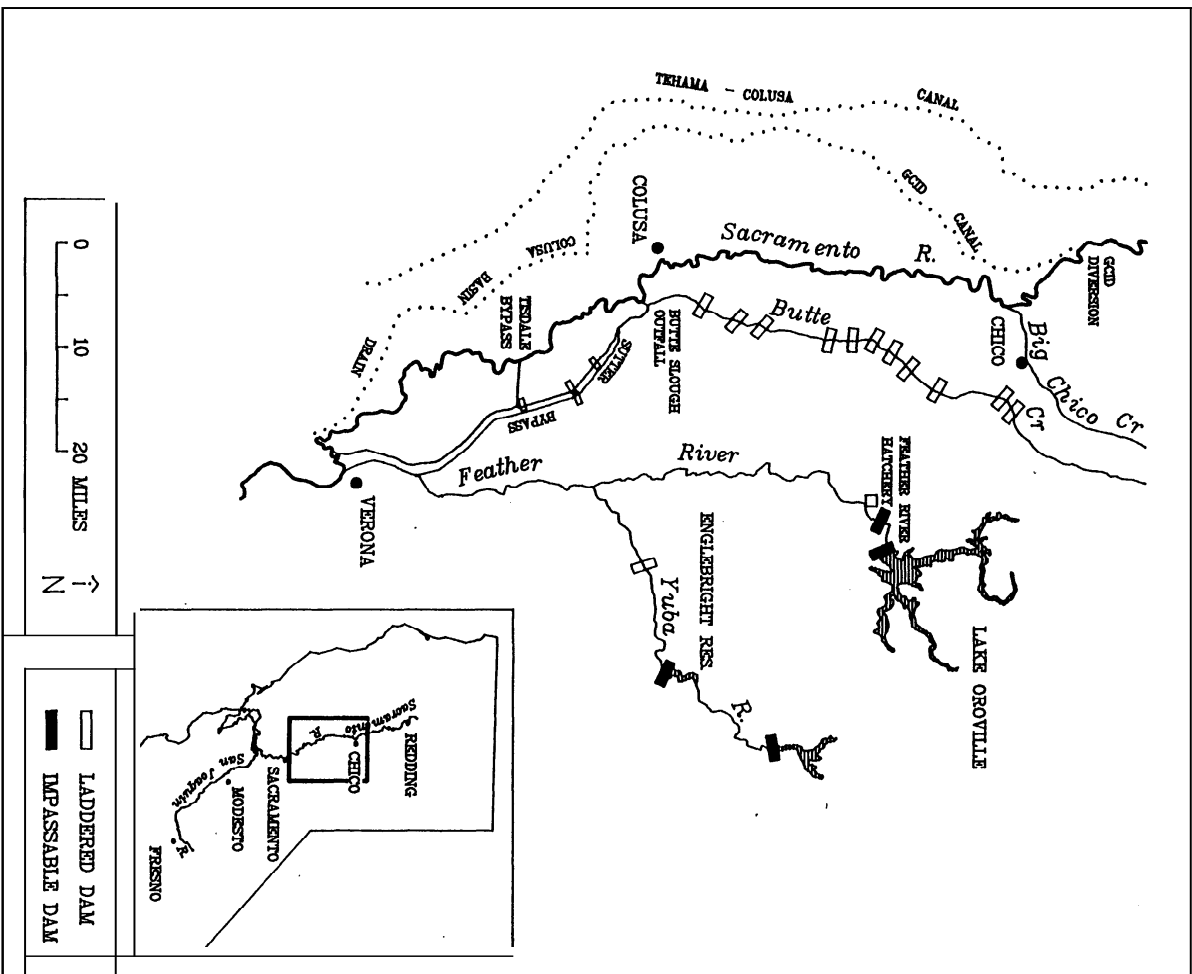 TEHAMA - COLUSA CANAL
GCID CANAL
GCID
DIVERSION
COLUSA
Sacramento R.
CHICO
Big Chico Cr
Butte Cr
COLUSA BASIN DRAIN
TISDALE
BYPASS
BUTTE SLOUGH
OUTFALL
SUTTER BYPASS
Feather River
FEATHER RIVER
HATCHERY
LAKE OROVILLE
ENGLEBRIGHT RES.
Yuba R.
VERONA
0 10 20 MILES
N
REDDING
Sacramento R.
CHICO
SACRAMENTO
San Joaquin R.
MODESTO
FRESNO
LADDERED DAM
IMPASSABLE DAM